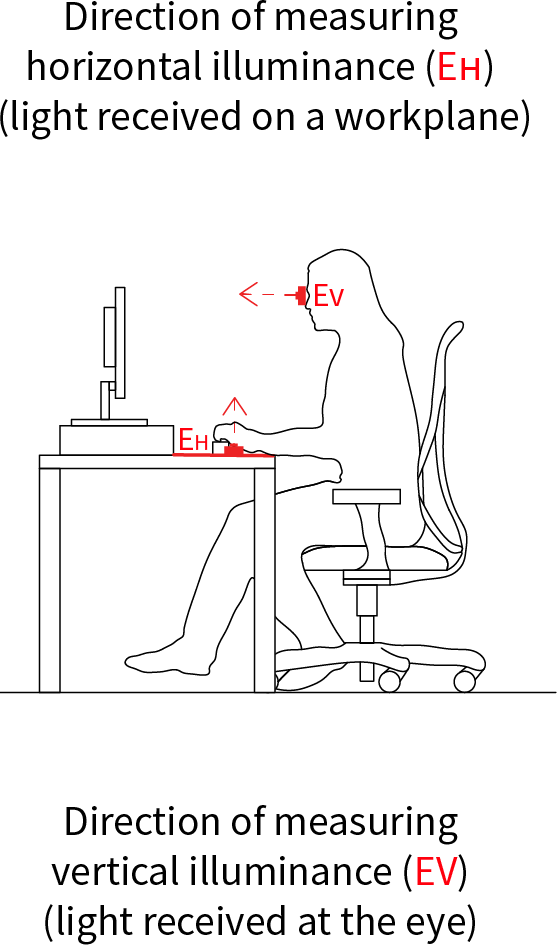 Direction of measuring
horizontal illuminance (EH)
(light received on a workplane)
EV
EH
Direction of measuring
vertical illuminance (EV)
(light received at the eye)